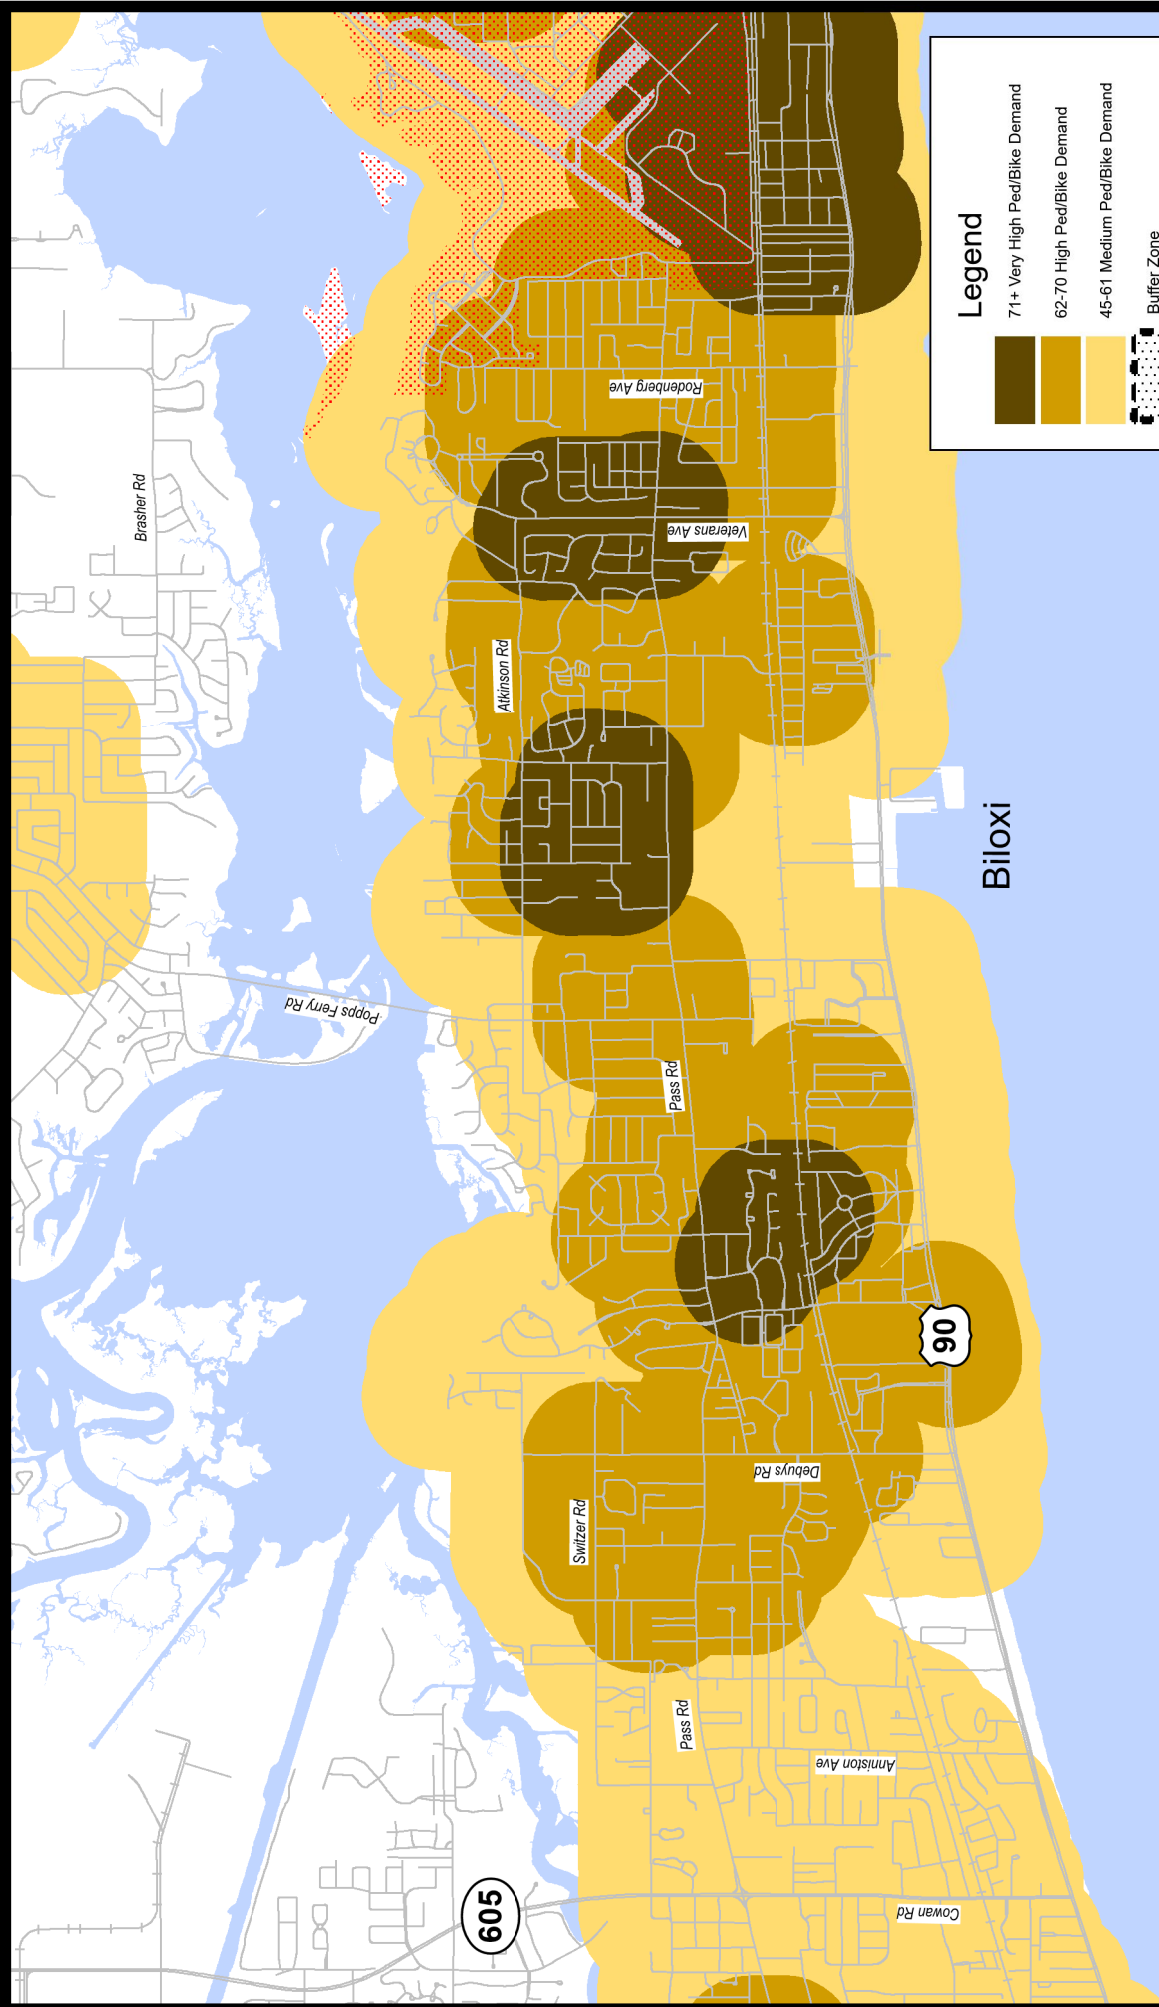 Legend
71+ Very High Ped/Bike Demand
62-70 High Ped/Bike Demand
45-61 Medium Ped/Bike Demand
Buffer Zone
Brasher Rd
Rodenberg Ave
Veterans Ave
Atkinson Rd
Popps Ferry Rd
Biloxi
Pass Rd
90
Debuys Rd
Switzer Rd
Pass Rd
Anniston Ave
605
Cowan Rd